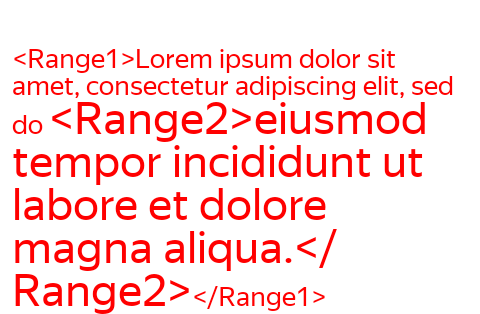 <Range1>Lorem ipsum dolor sit
amet, consectetur adipiscing elit, sed
do <Range2>eiusmod
tempor incididunt ut
labore et dolore
magna aliqua.</
Range2></Range1>